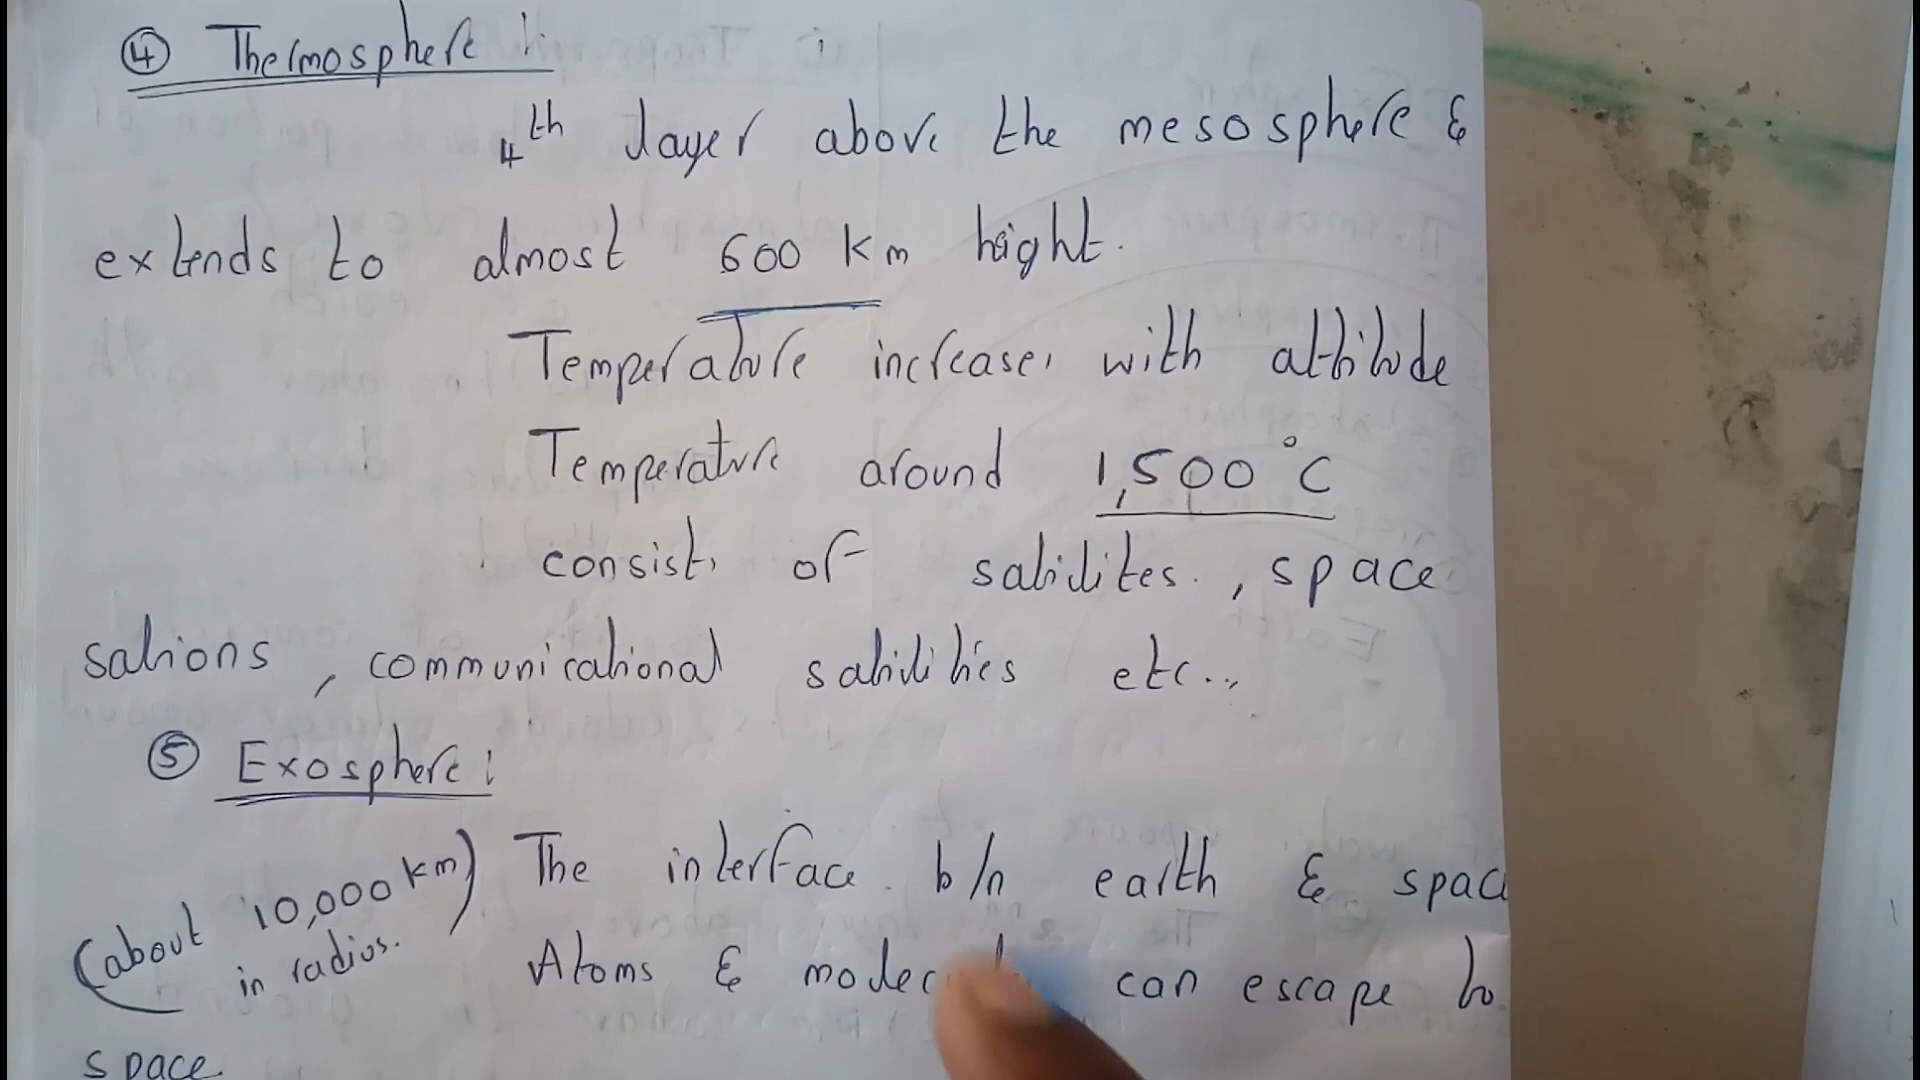 ④ Thermosphere :
4th layer above the mesosphere &
extends to almost 600 Km hight.
Temperature increases with altitude
Temperature around 1,500°C
consists of satilites, space
sations, communicational satilities etc...
⑤ Exosphere :
(about 10,000 km) The interface b/n earth & space
in radius. Atoms & can escape to
space